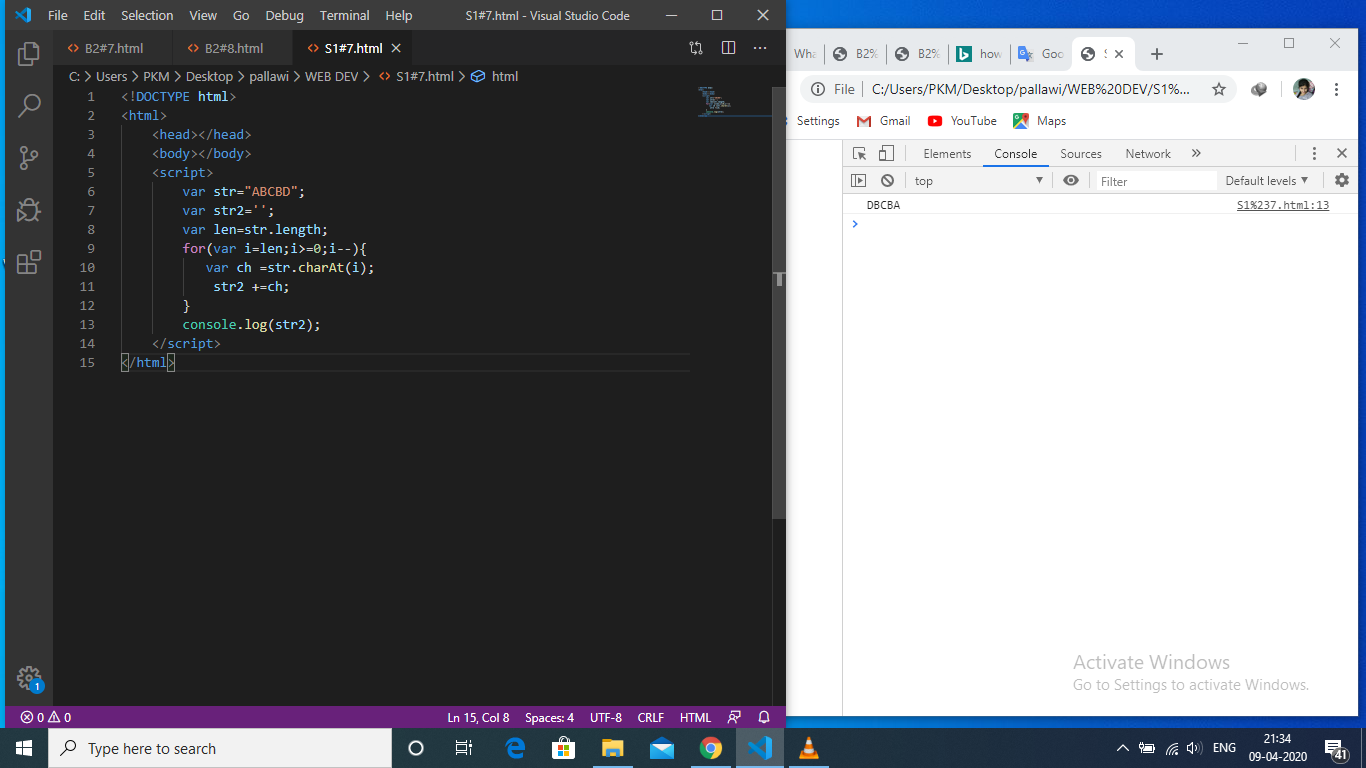 File Edit Selection View Go Debug Terminal Help S1#7.html - Visual Studio Code
B2#7.html B2#8.html S1#7.html
C: > Users > PKM > Desktop > pallawi > WEB DEV > S1#7.html > html
1 <!DOCTYPE html>
2 <html>
3 <head></head>
4 <body></body>
5 <script>
6 var str="ABCBD";
7 var str2='';
8 var len=str.length;
9 for(var i=len;i>=0;i--){
10 var ch =str.charAt(i);
11 str2 +=ch;
12 }
13 console.log(str2);
14 </script>
15 </html>
1
0 0 Ln 15, Col 8 Spaces: 4 UTF-8 CRLF HTML
Wha B2% B2% how Goo S
File C:/Users/PKM/Desktop/pallawi/WEB%20DEV/S1%...
Settings Gmail YouTube Maps
Elements Console Sources Network »
top Filter Default levels
DBCBA S1%237.html:13
>
Activate Windows
Go to Settings to activate Windows.
Type here to search ENG 21:34
09-04-2020 41